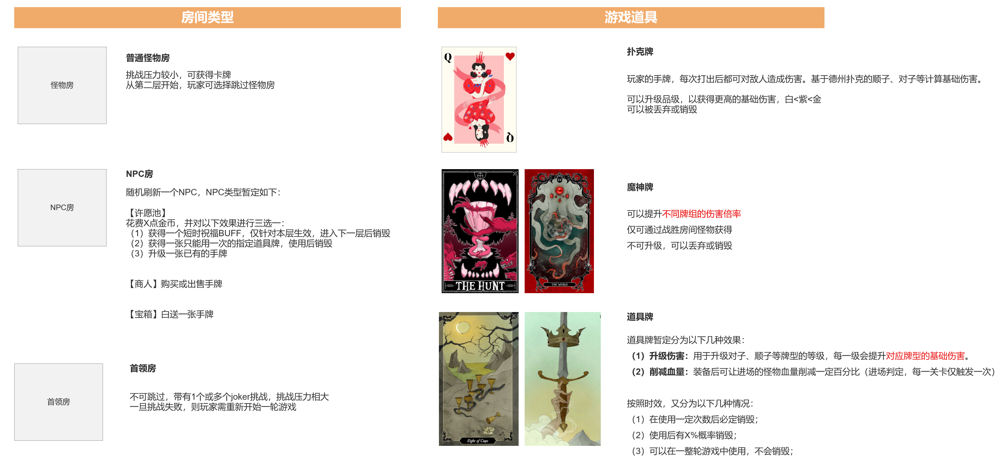 房间类型
怪物房
普通怪物房
挑战压力较小，可获得卡牌
从第二层开始，玩家可选择跳过怪物房
NPC房
NPC房
随机刷新一个NPC，NPC类型暂定如下：
【许愿池】
花费X点金币，并对以下效果进行三选一：
（1）获得一个短时祝福BUFF，仅针对本层生效，进入下一层后销毁
（2）获得一张只能用一次的指定道具牌，使用后销毁
（3）升级一张已有的手牌
【商人】购买或出售手牌
【宝箱】白送一张手牌
首领房
首领房
不可跳过，带有1个或多个joker挑战，挑战压力相大
一旦挑战失败，则玩家需重新开始一轮游戏
游戏道具
Q
Q
扑克牌
玩家的手牌，每次打出后都可对敌人造成伤害。基于德州扑克的顺子、对子等计算基础伤害。
可以升级品级，以获得更高的基础伤害，白<紫<金
可以被丢弃或销毁
THE HUNT
XX
THE WORLD
魔神牌
可以提升不同牌组的伤害倍率
仅可通过战胜房间怪物获得
不可升级，可以丢弃或销毁
Eight of Cups
道具牌
道具牌暂定分为以下几种效果：
（1）升级伤害：用于升级对子、顺子等牌型的等级，每一级会提升对应牌型的基础伤害。
（2）削减血量：装备后可让进场的怪物血量削减一定百分比（进场判定，每一关卡仅触发一次）
按照时效，又分为以下几种情况：
（1）在使用一定次数后必定销毁；
（2）使用后有X%概率销毁；
（3）可以在一整轮游戏中使用，不会销毁；